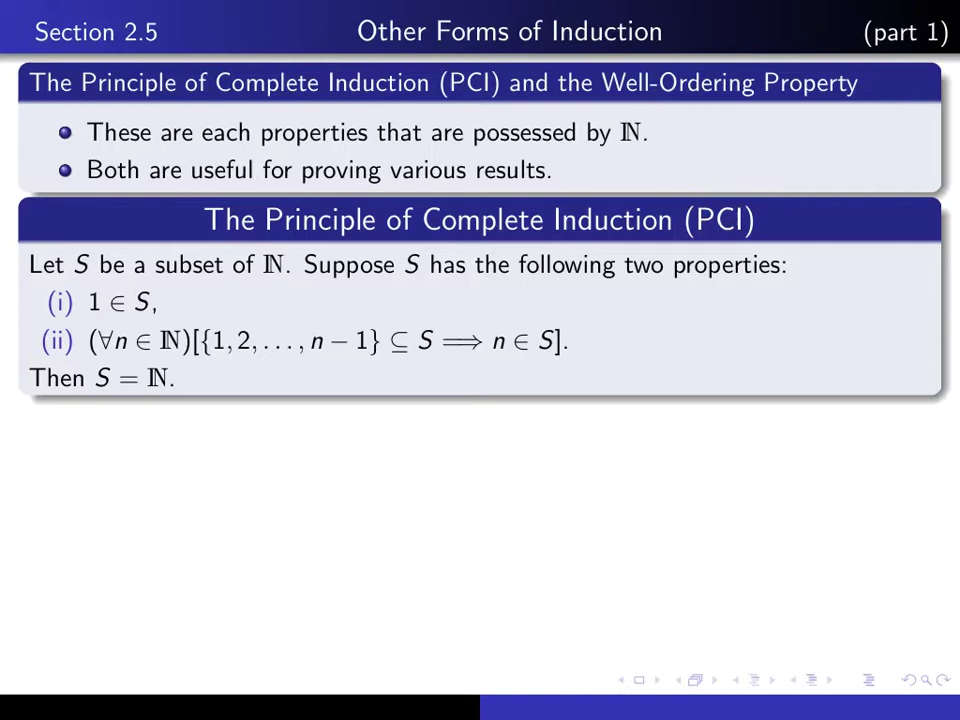 Section 2.5 Other Forms of Induction (part 1)
The Principle of Complete Induction (PCI) and the Well-Ordering Property
These are each properties that are possessed by ℕ.
Both are useful for proving various results.
The Principle of Complete Induction (PCI)
Let S be a subset of ℕ. Suppose S has the following two properties:
(i) 1 ∈ S,
(ii) (∀n ∈ ℕ)[{1, 2, . . . , n − 1} ⊆ S ⟹ n ∈ S].
Then S = ℕ.